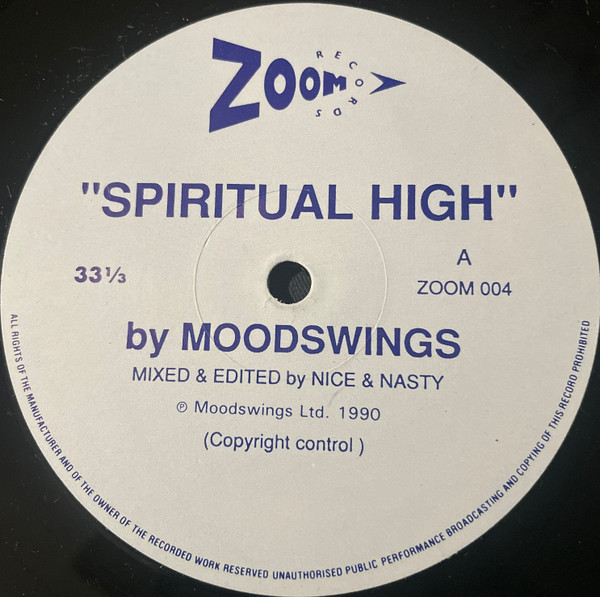 ZOOM
RECORDS
"SPIRITUAL HIGH"
33⅓
A
ZOOM 004
by MOODSWINGS
MIXED & EDITED by NICE & NASTY
℗ Moodswings Ltd. 1990
(Copyright control )
ALL RIGHTS OF THE MANUFACTURER AND OF THE OWNER OF THE RECORDED WORK RESERVED UNAUTHORISED PUBLIC PERFORMANCE BROADCASTING AND COPYING OF THIS RECORD PROHIBITED